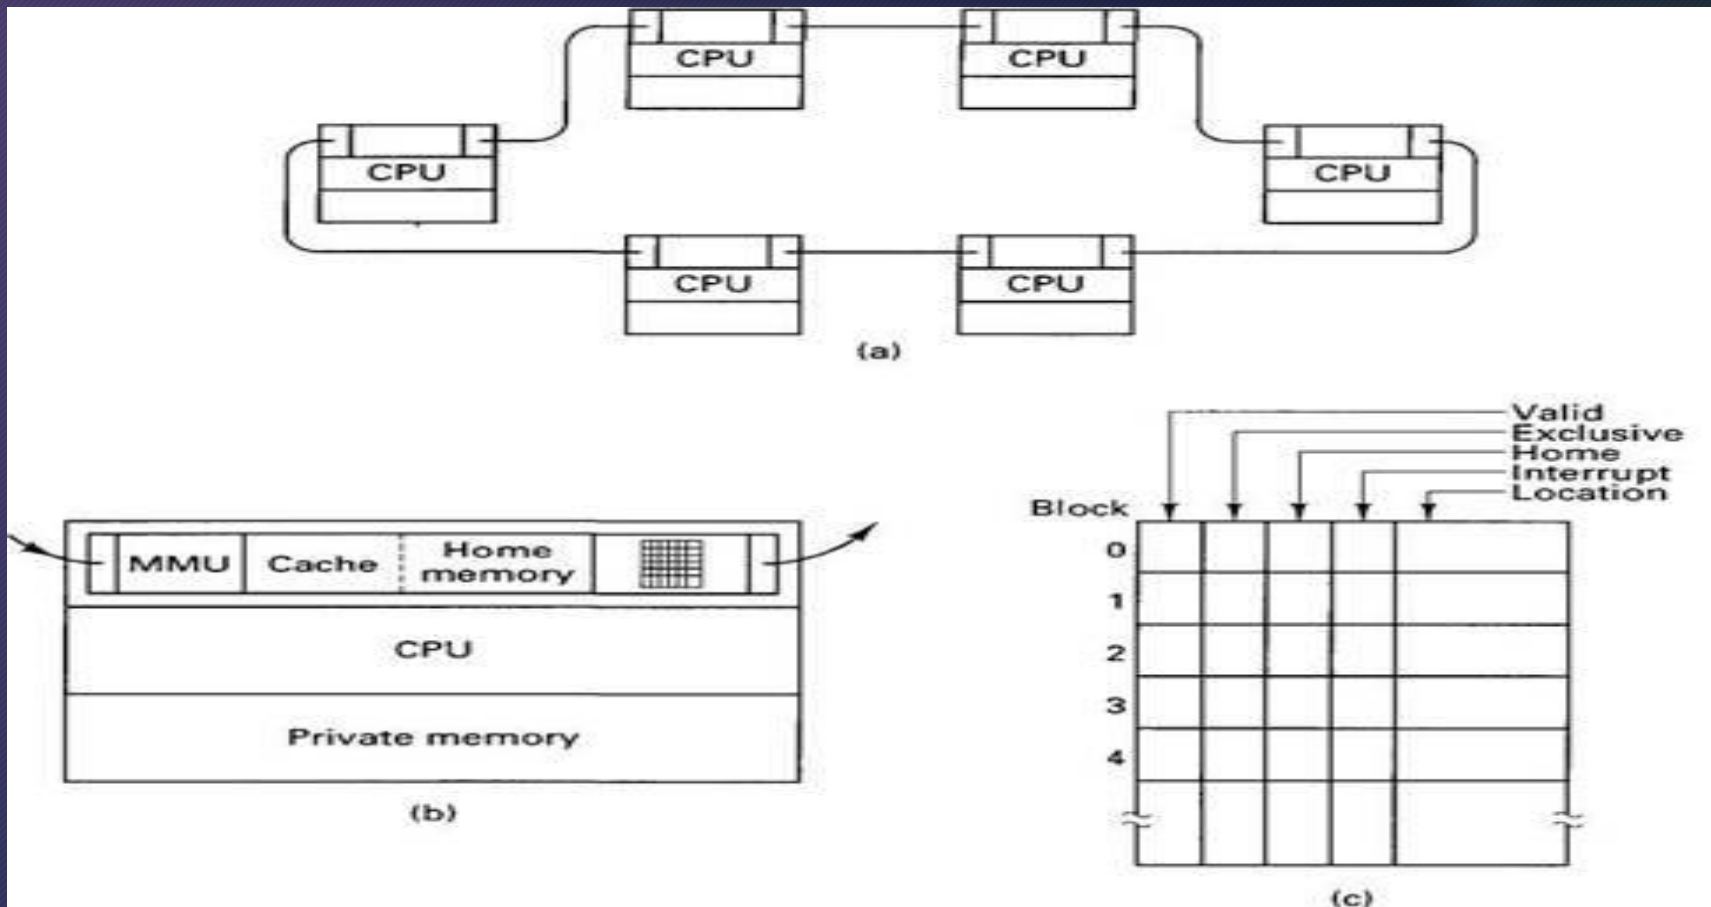 CPU CPU
CPU CPU
CPU CPU
(a)
Valid
Exclusive
Home
Interrupt
Location
Block
0
1
2
3
4
(c)
MMU Cache Home memory
CPU
Private memory
(b)